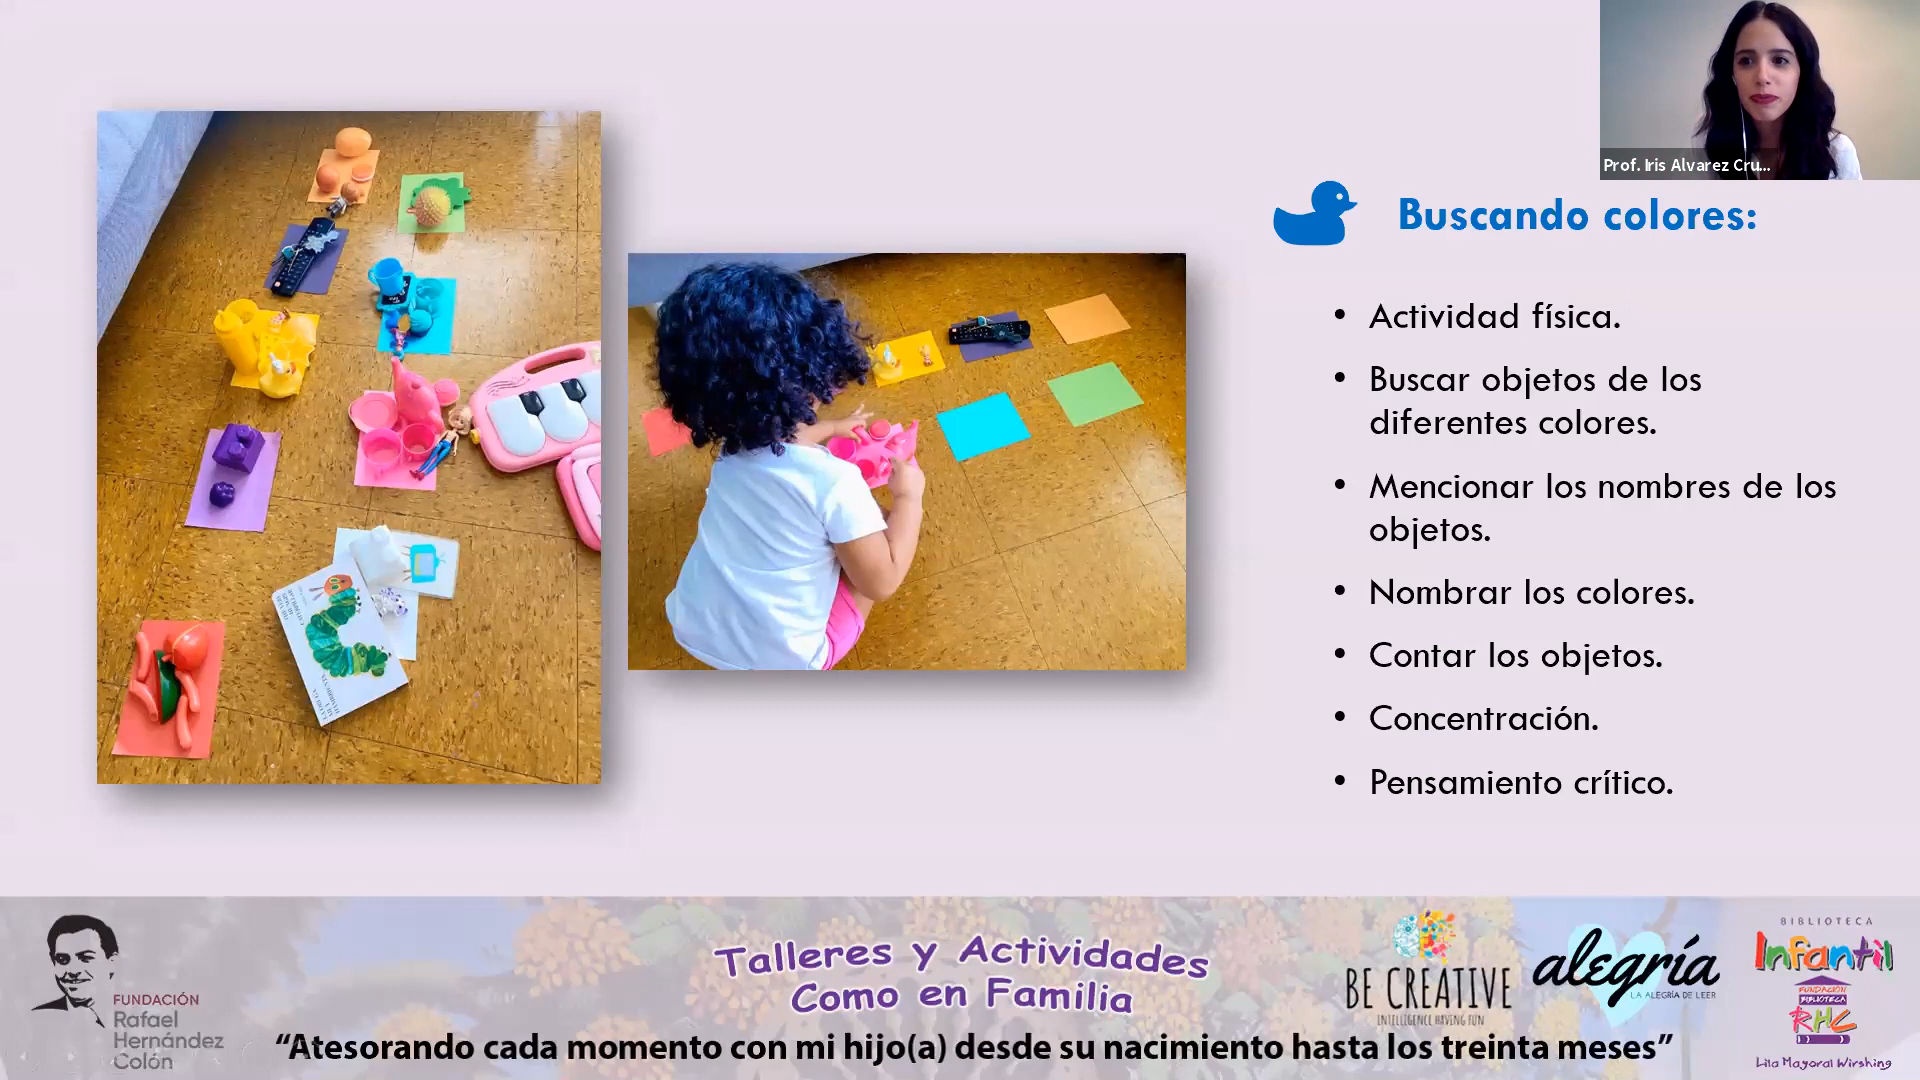 Prof. Iris Alvarez Cru...
Buscando colores:
• Actividad física.
• Buscar objetos de los
diferentes colores.
• Mencionar los nombres de los
objetos.
• Nombrar los colores.
• Contar los objetos.
• Concentración.
• Pensamiento crítico.
FUNDACIÓN
Rafael
Hernández
Colón
Talleres y Actividades
Como en Familia
“Atesorando cada momento con mi hijo(a) desde su nacimiento hasta los treinta meses”
BE CREATIVE
INTELLIGENCE HAVING FUN
alegría
LA ALEGRÍA DE LEER
BIBLIOTECA
Infantil
FUNDACIÓN
BIBLIOTECA
RHC
Lila Mayoral Wirshing